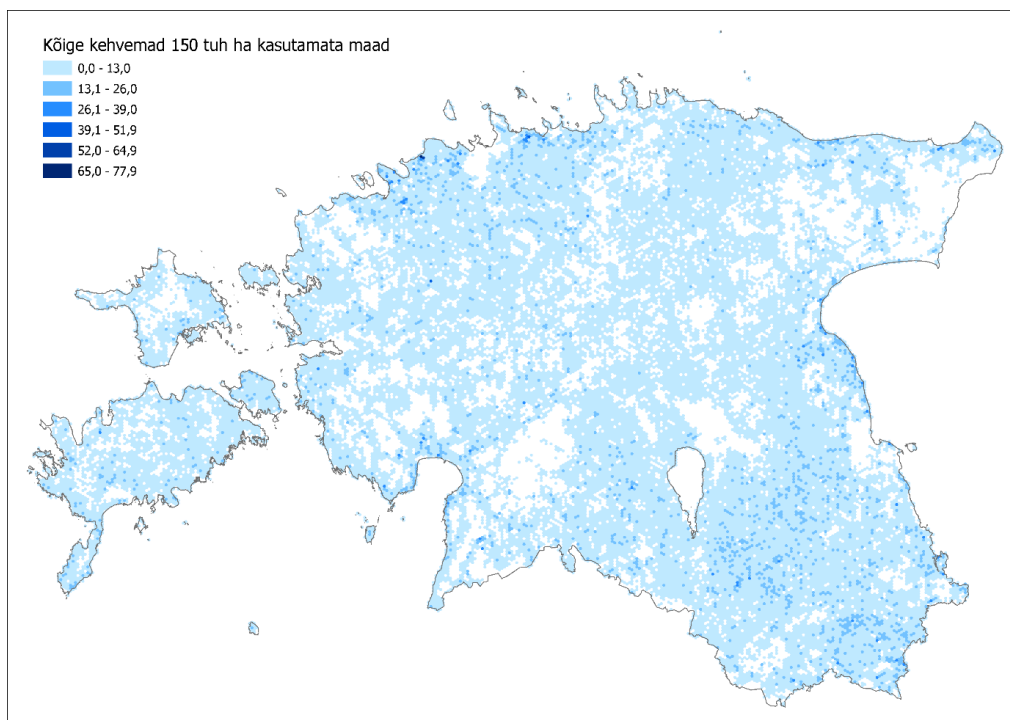 Kõige kehvemad 150 tuh ha kasutamata maad
0,0 - 13,0
13,1 - 26,0
26,1 - 39,0
39,1 - 51,9
52,0 - 64,9
65,0 - 77,9